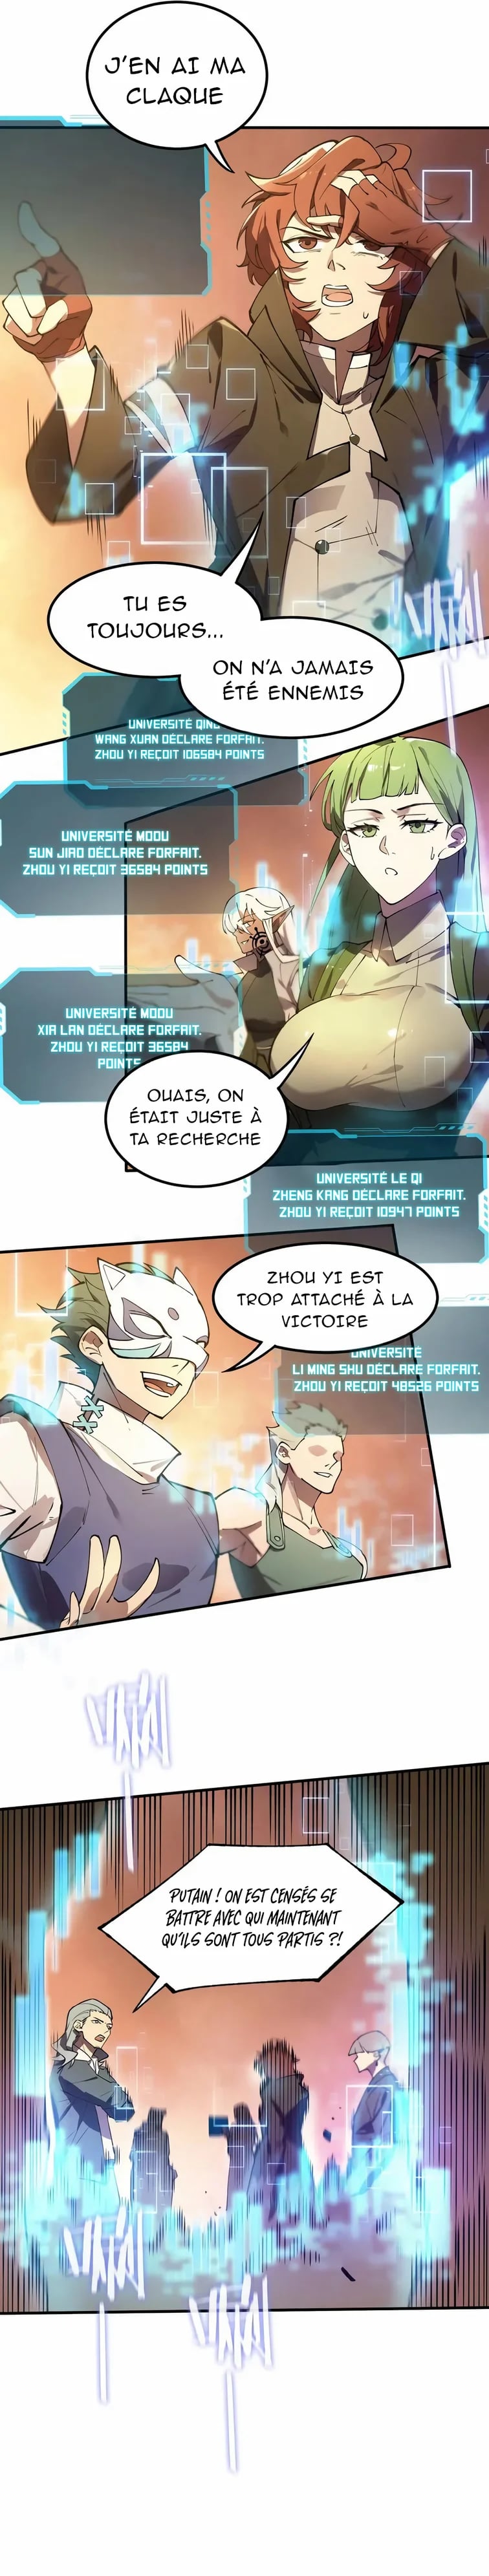 J'EN AI MA
CLAQUE
TU ES
TOUJOURS...
ON N'A JAMAIS
ÉTÉ ENNEMIS
UNIVERSITÉ
WANG XUAN DÉCLARE FORFAIT.
ZHOU YI REÇOIT 106584 POINTS
UNIVERSITÉ MODU
SUN JIAO DÉCLARE FORFAIT.
ZHOU YI REÇOIT 36584 POINTS
UNIVERSITÉ MODU
XIA LAN DÉCLARE FORFAIT.
ZHOU YI REÇOIT 36584
POINTS
OUAIS, ON
ÉTAIT JUSTE À
TA RECHERCHE
UNIVERSITÉ LE QI
ZHENG KANG DÉCLARE FORFAIT.
ZHOU YI REÇOIT 10947 POINTS
ZHOU YI EST
TROP ATTACHÉ À LA
VICTOIRE
UNIVERSITÉ
LI MING SHU DÉCLARE FORFAIT.
ZHOU YI REÇOIT 48526 POINTS
PUTAIN ! ON EST CENSÉS SE
BATTRE AVEC QUI MAINTENANT
QU'ILS SONT TOUS PARTIS ?!